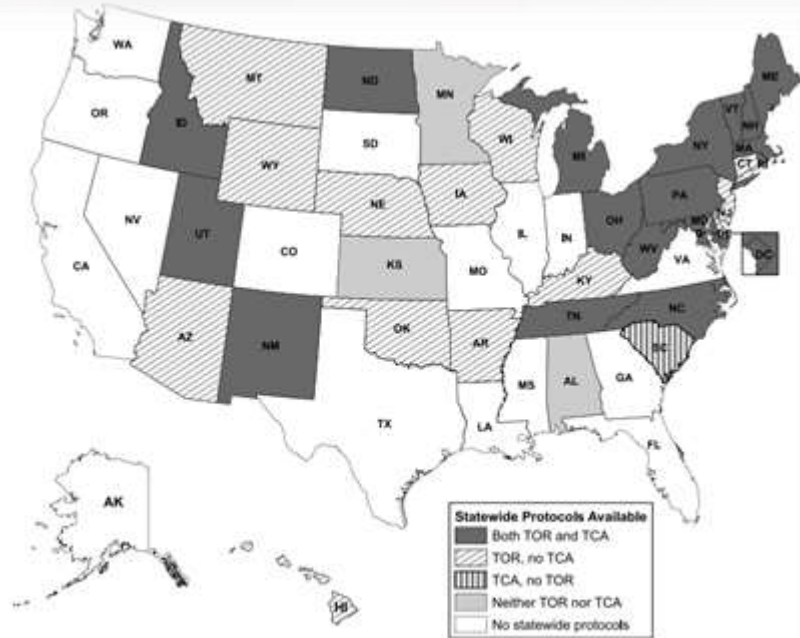 WA
MT
ND
MN
ME
OR
ID
SD
WI
MI
VT
NH
NY
MA
CT
RI
WY
NE
IA
PA
NJ
NV
UT
CO
KS
MO
IL
IN
OH
WV
MD
DE
DC
VA
CA
KY
AZ
NM
OK
AR
TN
NC
SC
TX
LA
MS
AL
GA
FL
AK
HI
Statewide Protocols Available
Both TOR and TCA
TOR, no TCA
TCA, no TOR
Neither TOR nor TCA
No statewide protocols